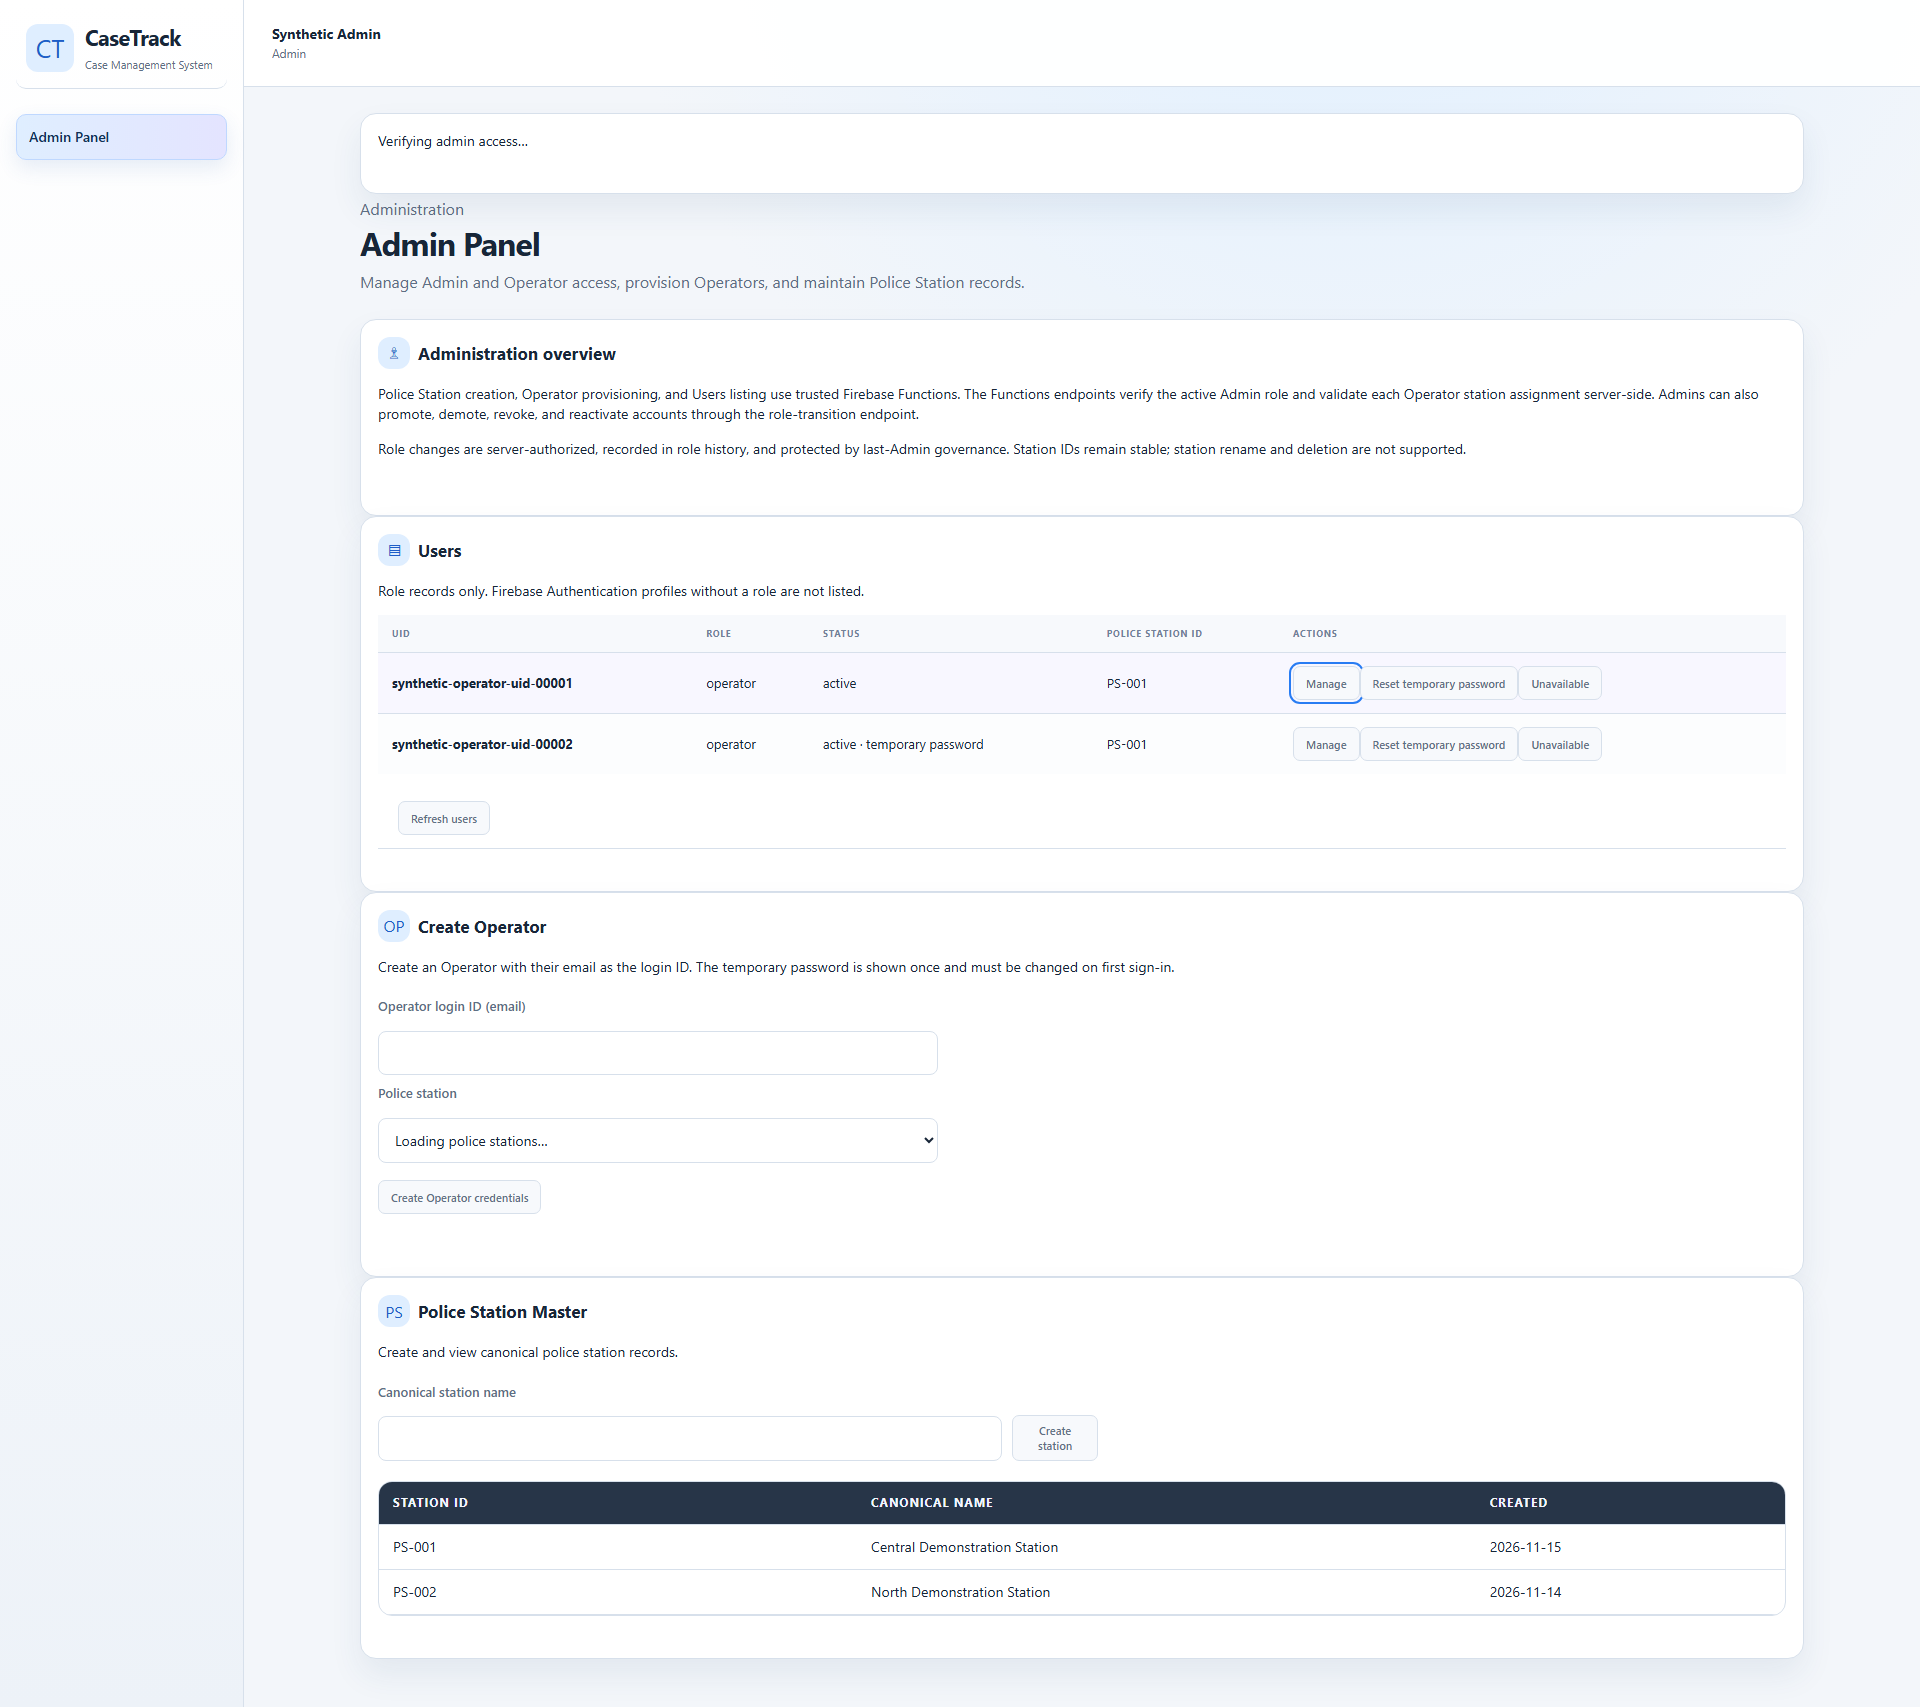 CT
CaseTrack
Case Management System
Synthetic Admin
Admin
Admin Panel
Verifying admin access...
Administration
Admin Panel
Manage Admin and Operator access, provision Operators, and maintain Police Station records.
Administration overview
Police Station creation, Operator provisioning, and Users listing use trusted Firebase Functions. The Functions endpoints verify the active Admin role and validate each Operator station assignment server-side. Admins can also
promote, demote, revoke, and reactivate accounts through the role-transition endpoint.
Role changes are server-authorized, recorded in role history, and protected by last-Admin governance. Station IDs remain stable; station rename and deletion are not supported.
Users
Role records only. Firebase Authentication profiles without a role are not listed.
UID ROLE STATUS POLICE STATION ID ACTIONS
synthetic-operator-uid-00001 operator active PS-001 Manage Reset temporary password Unavailable
synthetic-operator-uid-00002 operator active · temporary password PS-001 Manage Reset temporary password Unavailable
Refresh users
OP Create Operator
Create an Operator with their email as the login ID. The temporary password is shown once and must be changed on first sign-in.
Operator login ID (email)
Police station
Loading police stations...
Create Operator credentials
PS Police Station Master
Create and view canonical police station records.
Canonical station name
Create
station
STATION ID CANONICAL NAME CREATED
PS-001 Central Demonstration Station 2026-11-15
PS-002 North Demonstration Station 2026-11-14